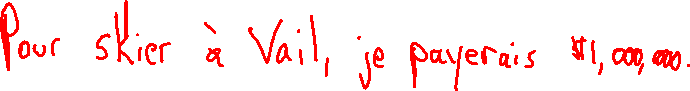 Pour skier à Vail, je payerais $1,000,000.